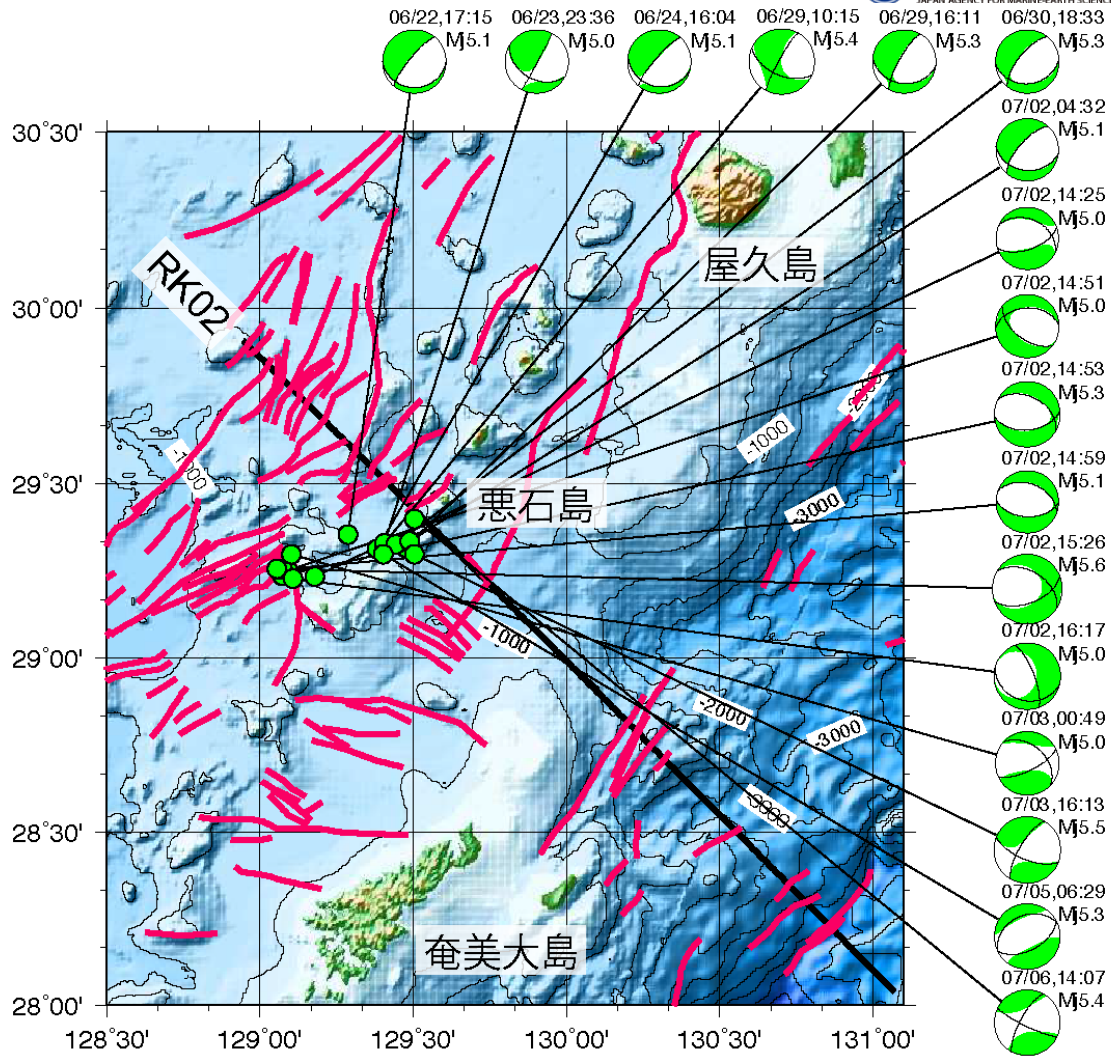 JAPAN AGENCY FOR MARINE-EARTH SCIENCE
06/22,17:15
Mj5.1
06/23,23:36
Mj5.0
06/24,16:04
Mj5.1
06/29,10:15
Mj5.4
06/29,16:11
Mj5.3
06/30,18:33
Mj5.3
07/02,04:32
Mj5.1
07/02,14:25
Mj5.0
07/02,14:51
Mj5.0
07/02,14:53
Mj5.3
07/02,14:59
Mj5.1
07/02,15:26
Mj5.6
07/02,16:17
Mj5.0
07/03,00:49
Mj5.0
07/03,16:13
Mj5.5
07/05,06:29
Mj5.3
07/06,14:07
Mj5.4
30°30'
30°00'
29°30'
29°00'
28°30'
28°00'
RK02
屋久島
悪石島
奄美大島
-1000
-1000
-2000
-3000
-1000
-2000
-3000
-3000
128°30'
129°00'
129°30'
130°00'
130°30'
131°00'